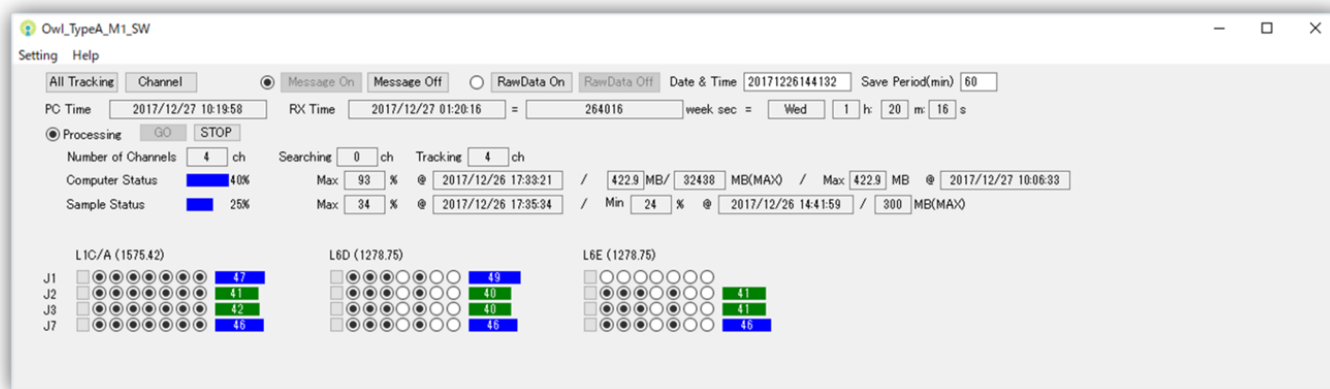 Owl_TypeA_M1_SW
Setting Help
All Tracking Channel Message On Message Off RawData On RawData Off Date & Time 20171226144132 Save Period(min) 60
PC Time 2017/12/27 10:19:58 RX Time 2017/12/27 01:20:16 = 264016 week sec = Wed 1 h: 20 m: 16 s
Processing GO STOP
Number of Channels 4 ch Searching 0 ch Tracking 4 ch
Computer Status 40% Max 93 % @ 2017/12/26 17:33:21 / 422.9 MB/ 32438 MB(MAX) / Max 422.9 MB @ 2017/12/27 10:06:33
Sample Status 25% Max 34 % @ 2017/12/26 17:35:34 / Min 24 % @ 2017/12/26 14:41:59 / 300 MB(MAX)
L1C/A (1575.42) L6D (1278.75) L6E (1278.75)
J1 47 49
J2 41 40 41
J3 42 40 41
J7 46 46 46